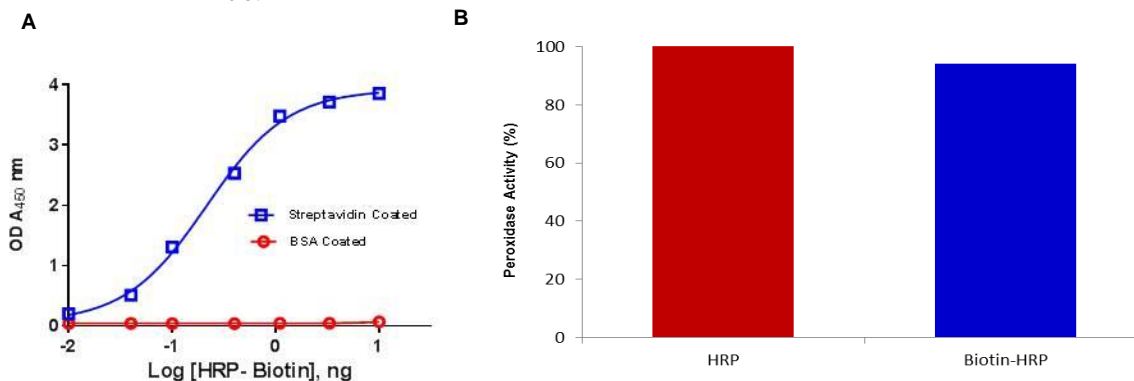 A
4
3
2
1
0
-2
-1
0
1
OD A450 nm
Streptavidin Coated
BSA Coated
Log [HRP- Biotin], ng
B
100
80
60
40
20
0
Peroxidase Activity (%)
HRP
Biotin-HRP